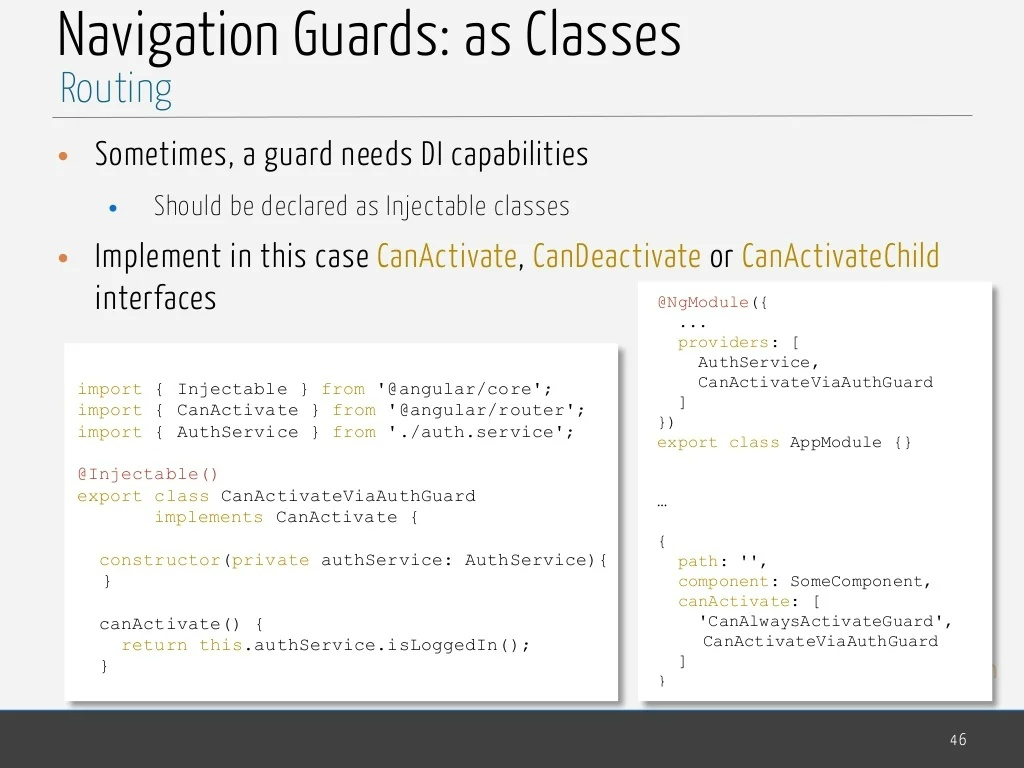 Navigation Guards: as Classes
Routing
• Sometimes, a guard needs DI capabilities
• Should be declared as Injectable classes
• Implement in this case CanActivate, CanDeactivate or CanActivateChild
interfaces
import { Injectable } from '@angular/core';
import { CanActivate } from '@angular/router';
import { AuthService } from './auth.service';
@Injectable()
export class CanActivateViaAuthGuard
implements CanActivate {
constructor(private authService: AuthService){
}
canActivate() {
return this.authService.isLoggedIn();
}
@NgModule({
...
providers: [
AuthService,
CanActivateViaAuthGuard
]
})
export class AppModule {}
…
{
path: '',
component: SomeComponent,
canActivate: [
'CanAlwaysActivateGuard',
CanActivateViaAuthGuard
]
}
46